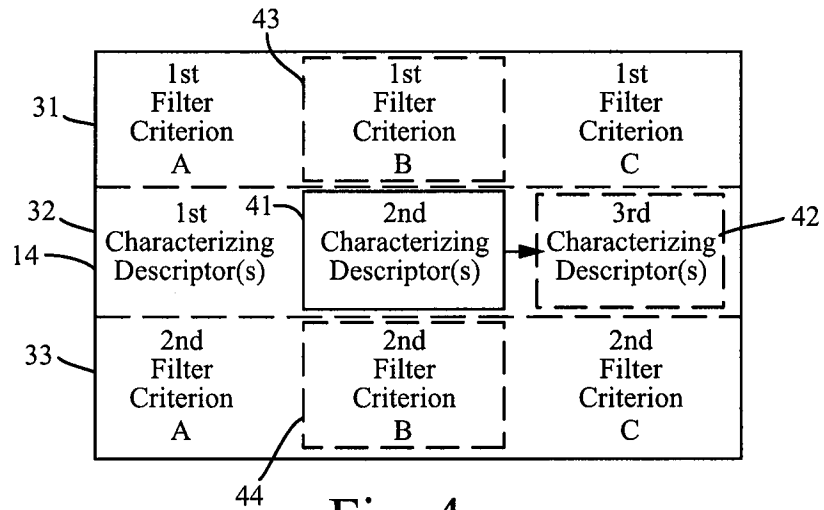 43
1st
Filter
Criterion
A
1st
Filter
Criterion
B
1st
Filter
Criterion
C
31
32
14
1st
Characterizing
Descriptor(s)
41
2nd
Characterizing
Descriptor(s)
3rd
Characterizing
Descriptor(s)
42
33
2nd
Filter
Criterion
A
2nd
Filter
Criterion
B
2nd
Filter
Criterion
C
44
Fig. 4